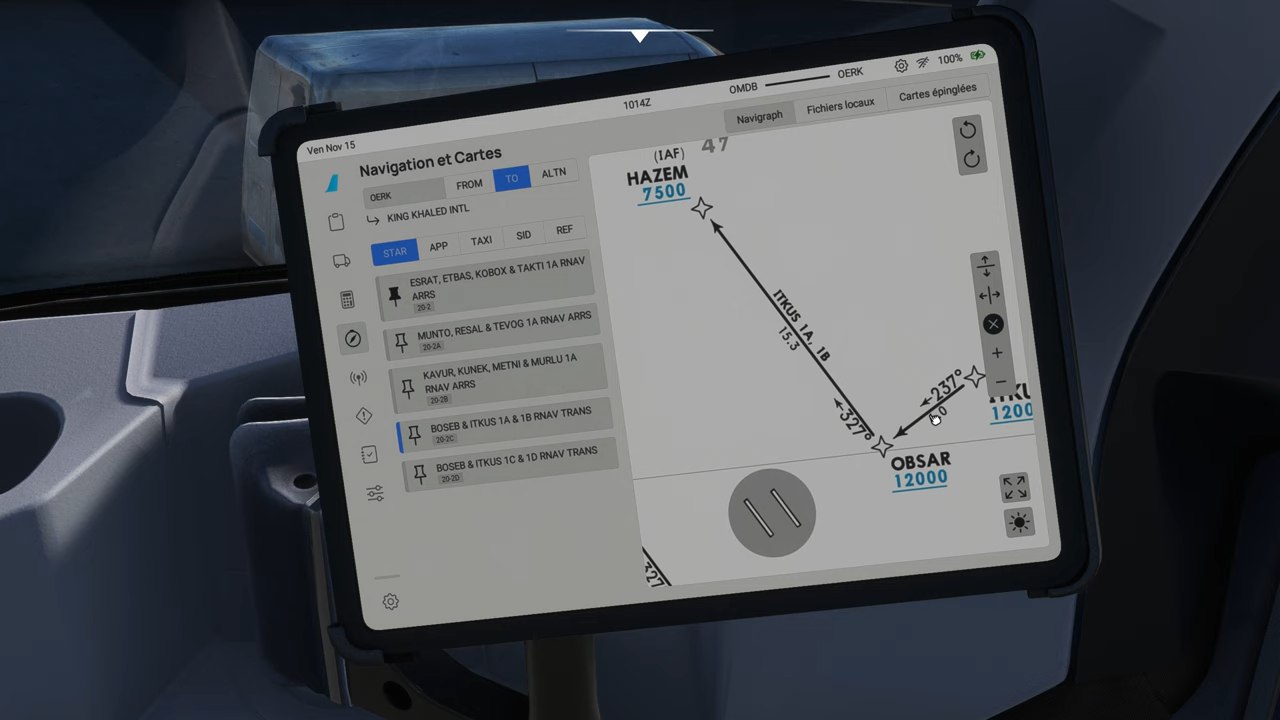 Ven Nov 15
1014Z
OMDB
OERK
100%
Navigation et Cartes
Navigraph
Fichiers locaux
Cartes épinglées
OERK
FROM
TO
ALTN
KING KHALED INTL
STAR
APP
TAXI
SID
REF
ESRAT, ETBAS, KOBOX & TAKTI 1A RNAV
ARRS
20-2
MUNTO, RESAL & TEVOG 1A RNAV ARRS
20-2A
KAVUR, KUNEK, METNI & MURLU 1A
RNAV ARRS
20-2B
BOSEB & ITKUS 1A & 1B RNAV TRANS
20-2C
BOSEB & ITKUS 1C & 1D RNAV TRANS
20-2D
47
(IAF)
HAZEM
7500
ITKUS 1A, 1B
15.3
327°
237°
OBSAR
12000
1200
327